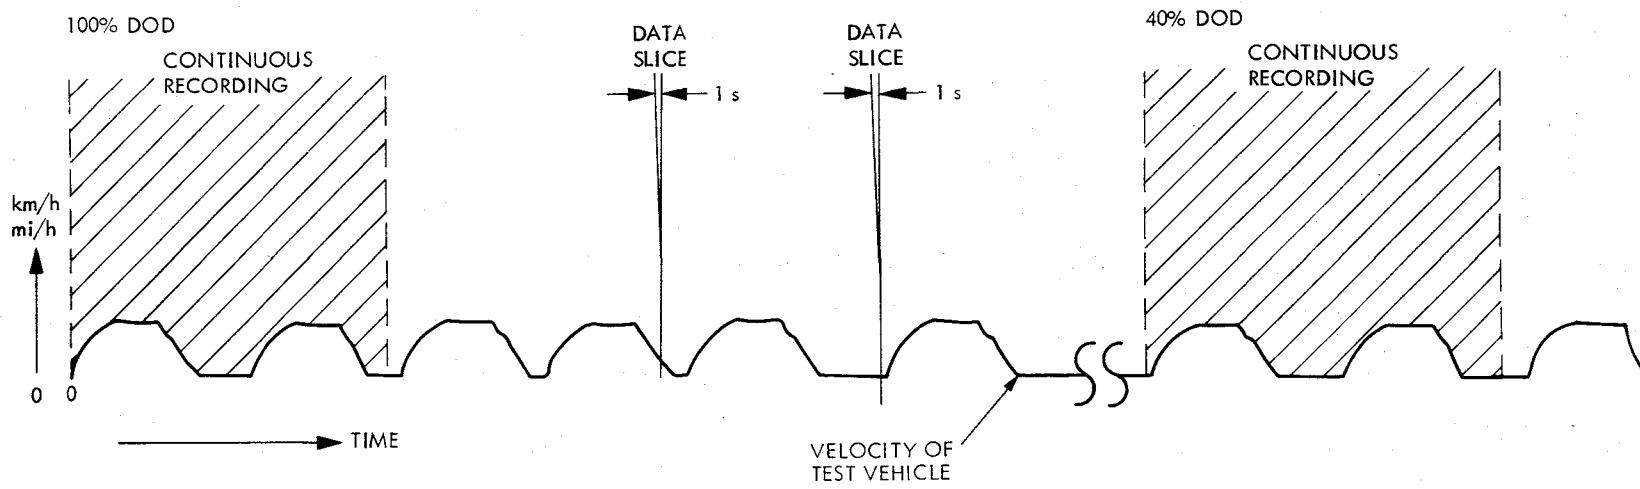 100% DOD
CONTINUOUS
RECORDING
DATA
SLICE
1 s
DATA
SLICE
1 s
40% DOD
CONTINUOUS
RECORDING
km/h
mi/h
0
0
TIME
VELOCITY OF
TEST VEHICLE